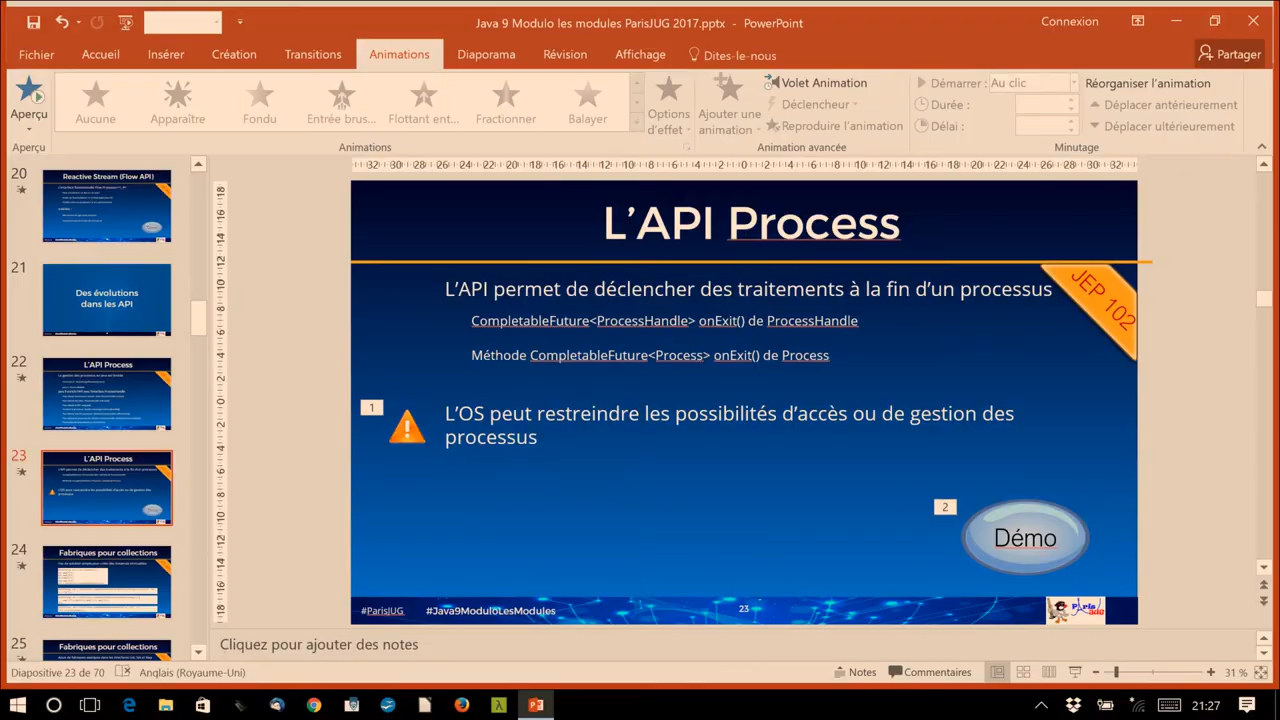 Java 9 Modulo les modules ParisJUG 2017.pptx - PowerPoint
Connexion
Fichier Accueil Insérer Création Transitions Animations Diaporama Révision Affichage Dites-le-nous
Partager
Aperçu
Aucune Apparaître Fondu Entrée brus... Flottant ent... Fractionner Balayer
Options d'effet
Ajouter une animation
Volet Animation
Déclencheur
Reproduire l'animation
Démarrer : Au clic
Durée :
Délai :
Réorganiser l'animation
Déplacer antérieurement
Déplacer ultérieurement
Aperçu
Animations
Animation avancée
Minutage
20
Reactive Stream (Flow API)
21
Des évolutions
dans les API
22
L'API Process
23
L'API Process
24
Fabriques pour collections
25
Fabriques pour collections
L'API Process
JEP 102
L'API permet de déclencher des traitements à la fin d'un processus
CompletableFuture<ProcessHandle> onExit() de ProcessHandle
Méthode CompletableFuture<Process> onExit() de Process
1
L'OS peut restreindre les possibilités d'accès ou de gestion des
processus
2
Démo
#ParisJUG #Java9ModuloLesModules
23
Cliquez pour ajouter des notes
Diapositive 23 de 70 Anglais (Royaume-Uni)
Notes Commentaires
31 %
21:27